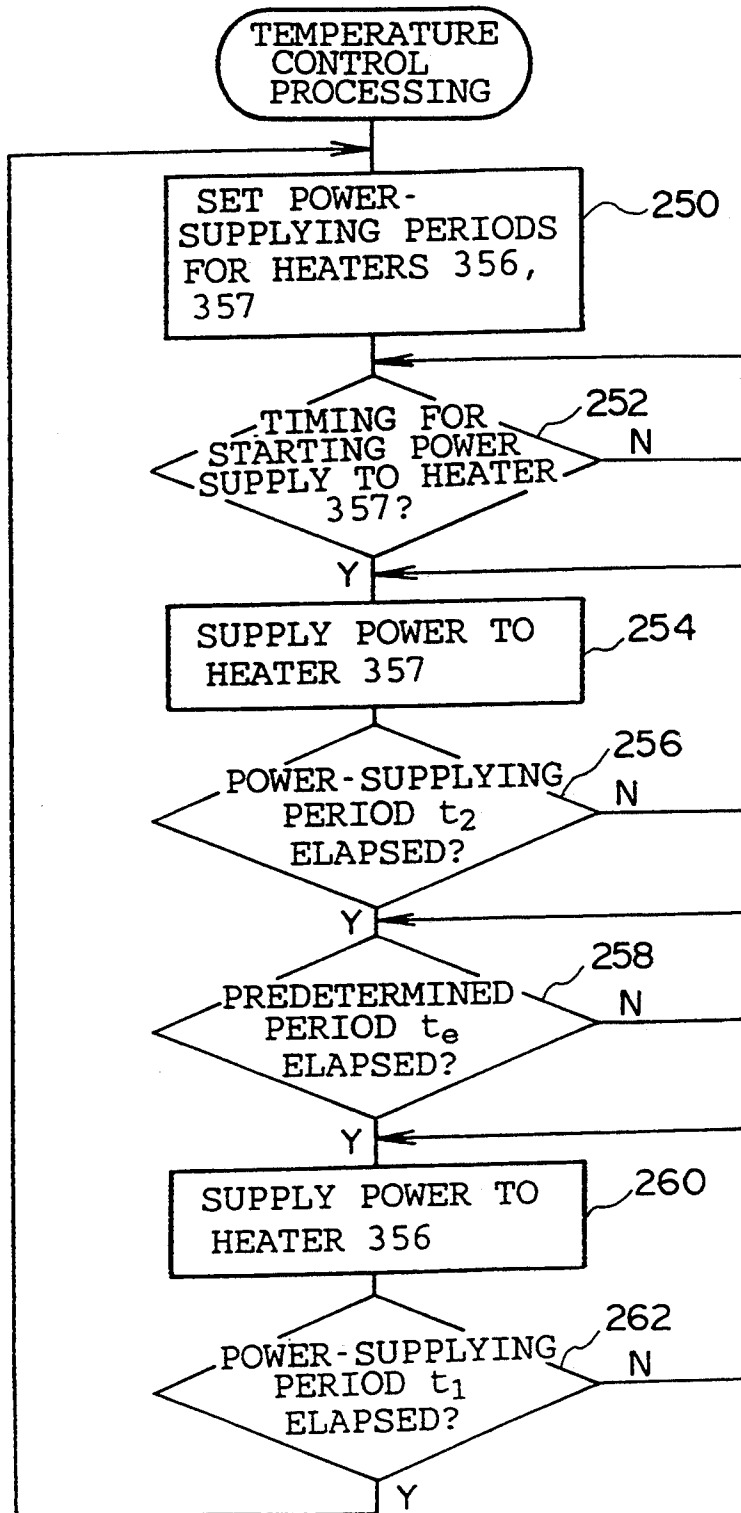 TEMPERATURE
CONTROL
PROCESSING
SET POWER-
SUPPLYING PERIODS
FOR HEATERS 356,
357
250
TIMING FOR
STARTING POWER
SUPPLY TO HEATER
357?
252
N
Y
SUPPLY POWER TO
HEATER 357
254
POWER-SUPPLYING
PERIOD t2
ELAPSED?
256
N
Y
PREDETERMINED
PERIOD te
ELAPSED?
258
N
Y
SUPPLY POWER TO
HEATER 356
260
POWER-SUPPLYING
PERIOD t1
ELAPSED?
262
N
Y